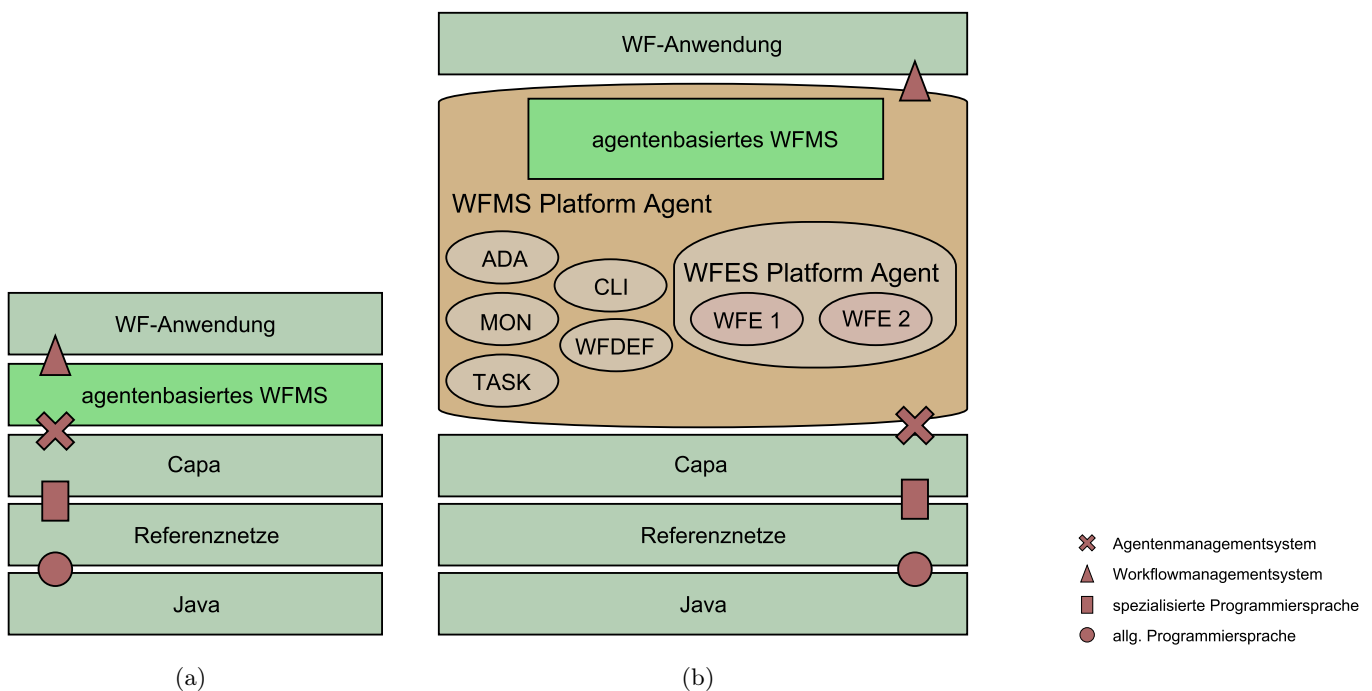 WF-Anwendung
agentenbasiertes WFMS
Capa
Referenznetze
Java
(a)
WF-Anwendung
agentenbasiertes WFMS
WFMS Platform Agent
ADA
CLI
MON
WFDEF
TASK
WFES Platform Agent
WFE 1
WFE 2
Capa
Referenznetze
Java
(b)
Agentenmanagementsystem
Workflowmanagementsystem
spezialisierte Programmiersprache
allg. Programmiersprache